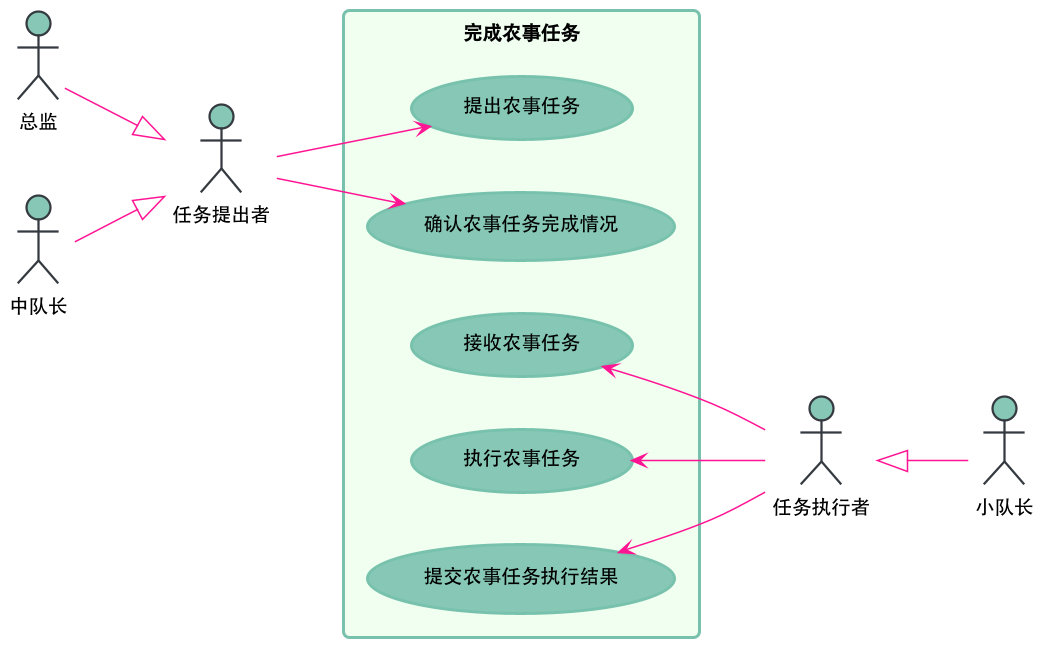 完成农事任务
总监
提出农事任务
任务提出者
确认农事任务完成情况
中队长
接收农事任务
执行农事任务
任务执行者
小队长
提交农事任务执行结果